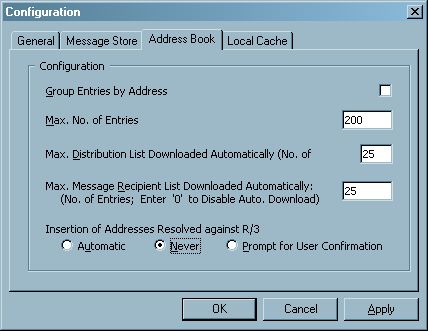 Configuration
General Message Store Address Book Local Cache
Configuration
Group Entries by Address
Max. No. of Entries
200
Max. Distribution List Downloaded Automatically (No. of
25
Max. Message Recipient List Downloaded Automatically:
(No. of Entries; Enter '0' to Disable Auto. Download)
25
Insertion of Addresses Resolved against R/3
Automatic Never Prompt for User Confirmation
OK Cancel Apply